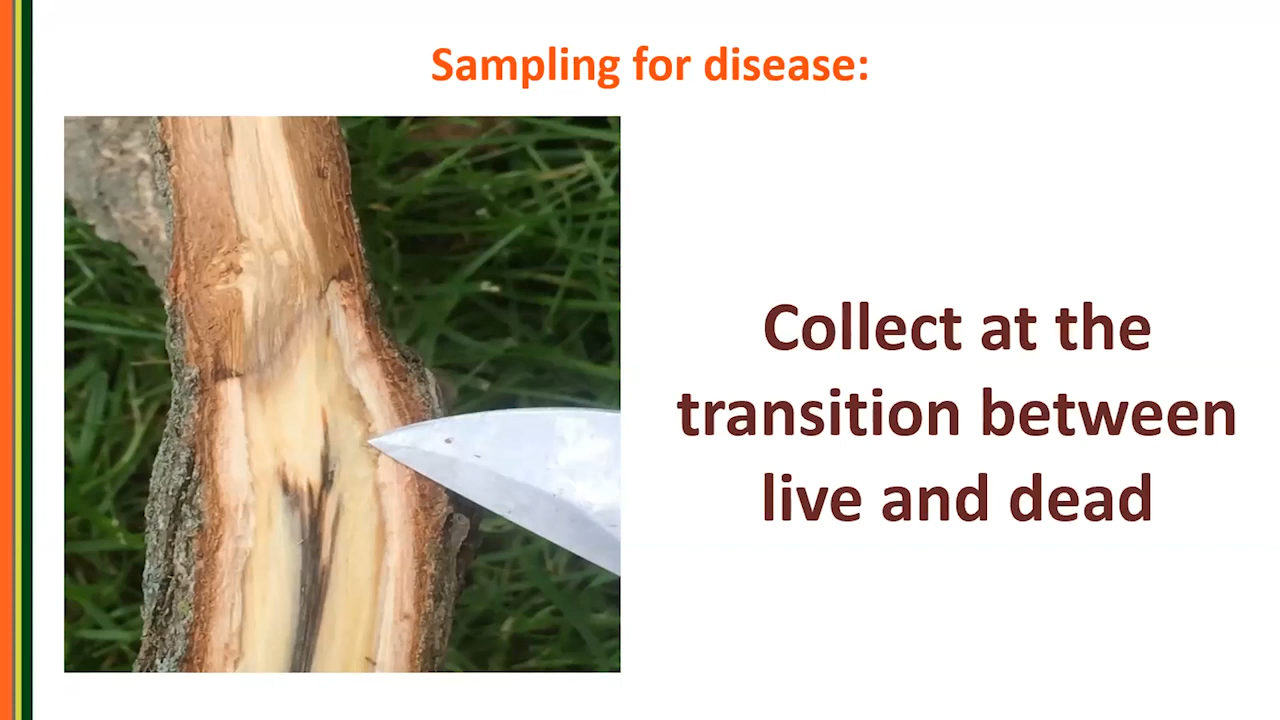 Sampling for disease:
Collect at the
transition between
live and dead